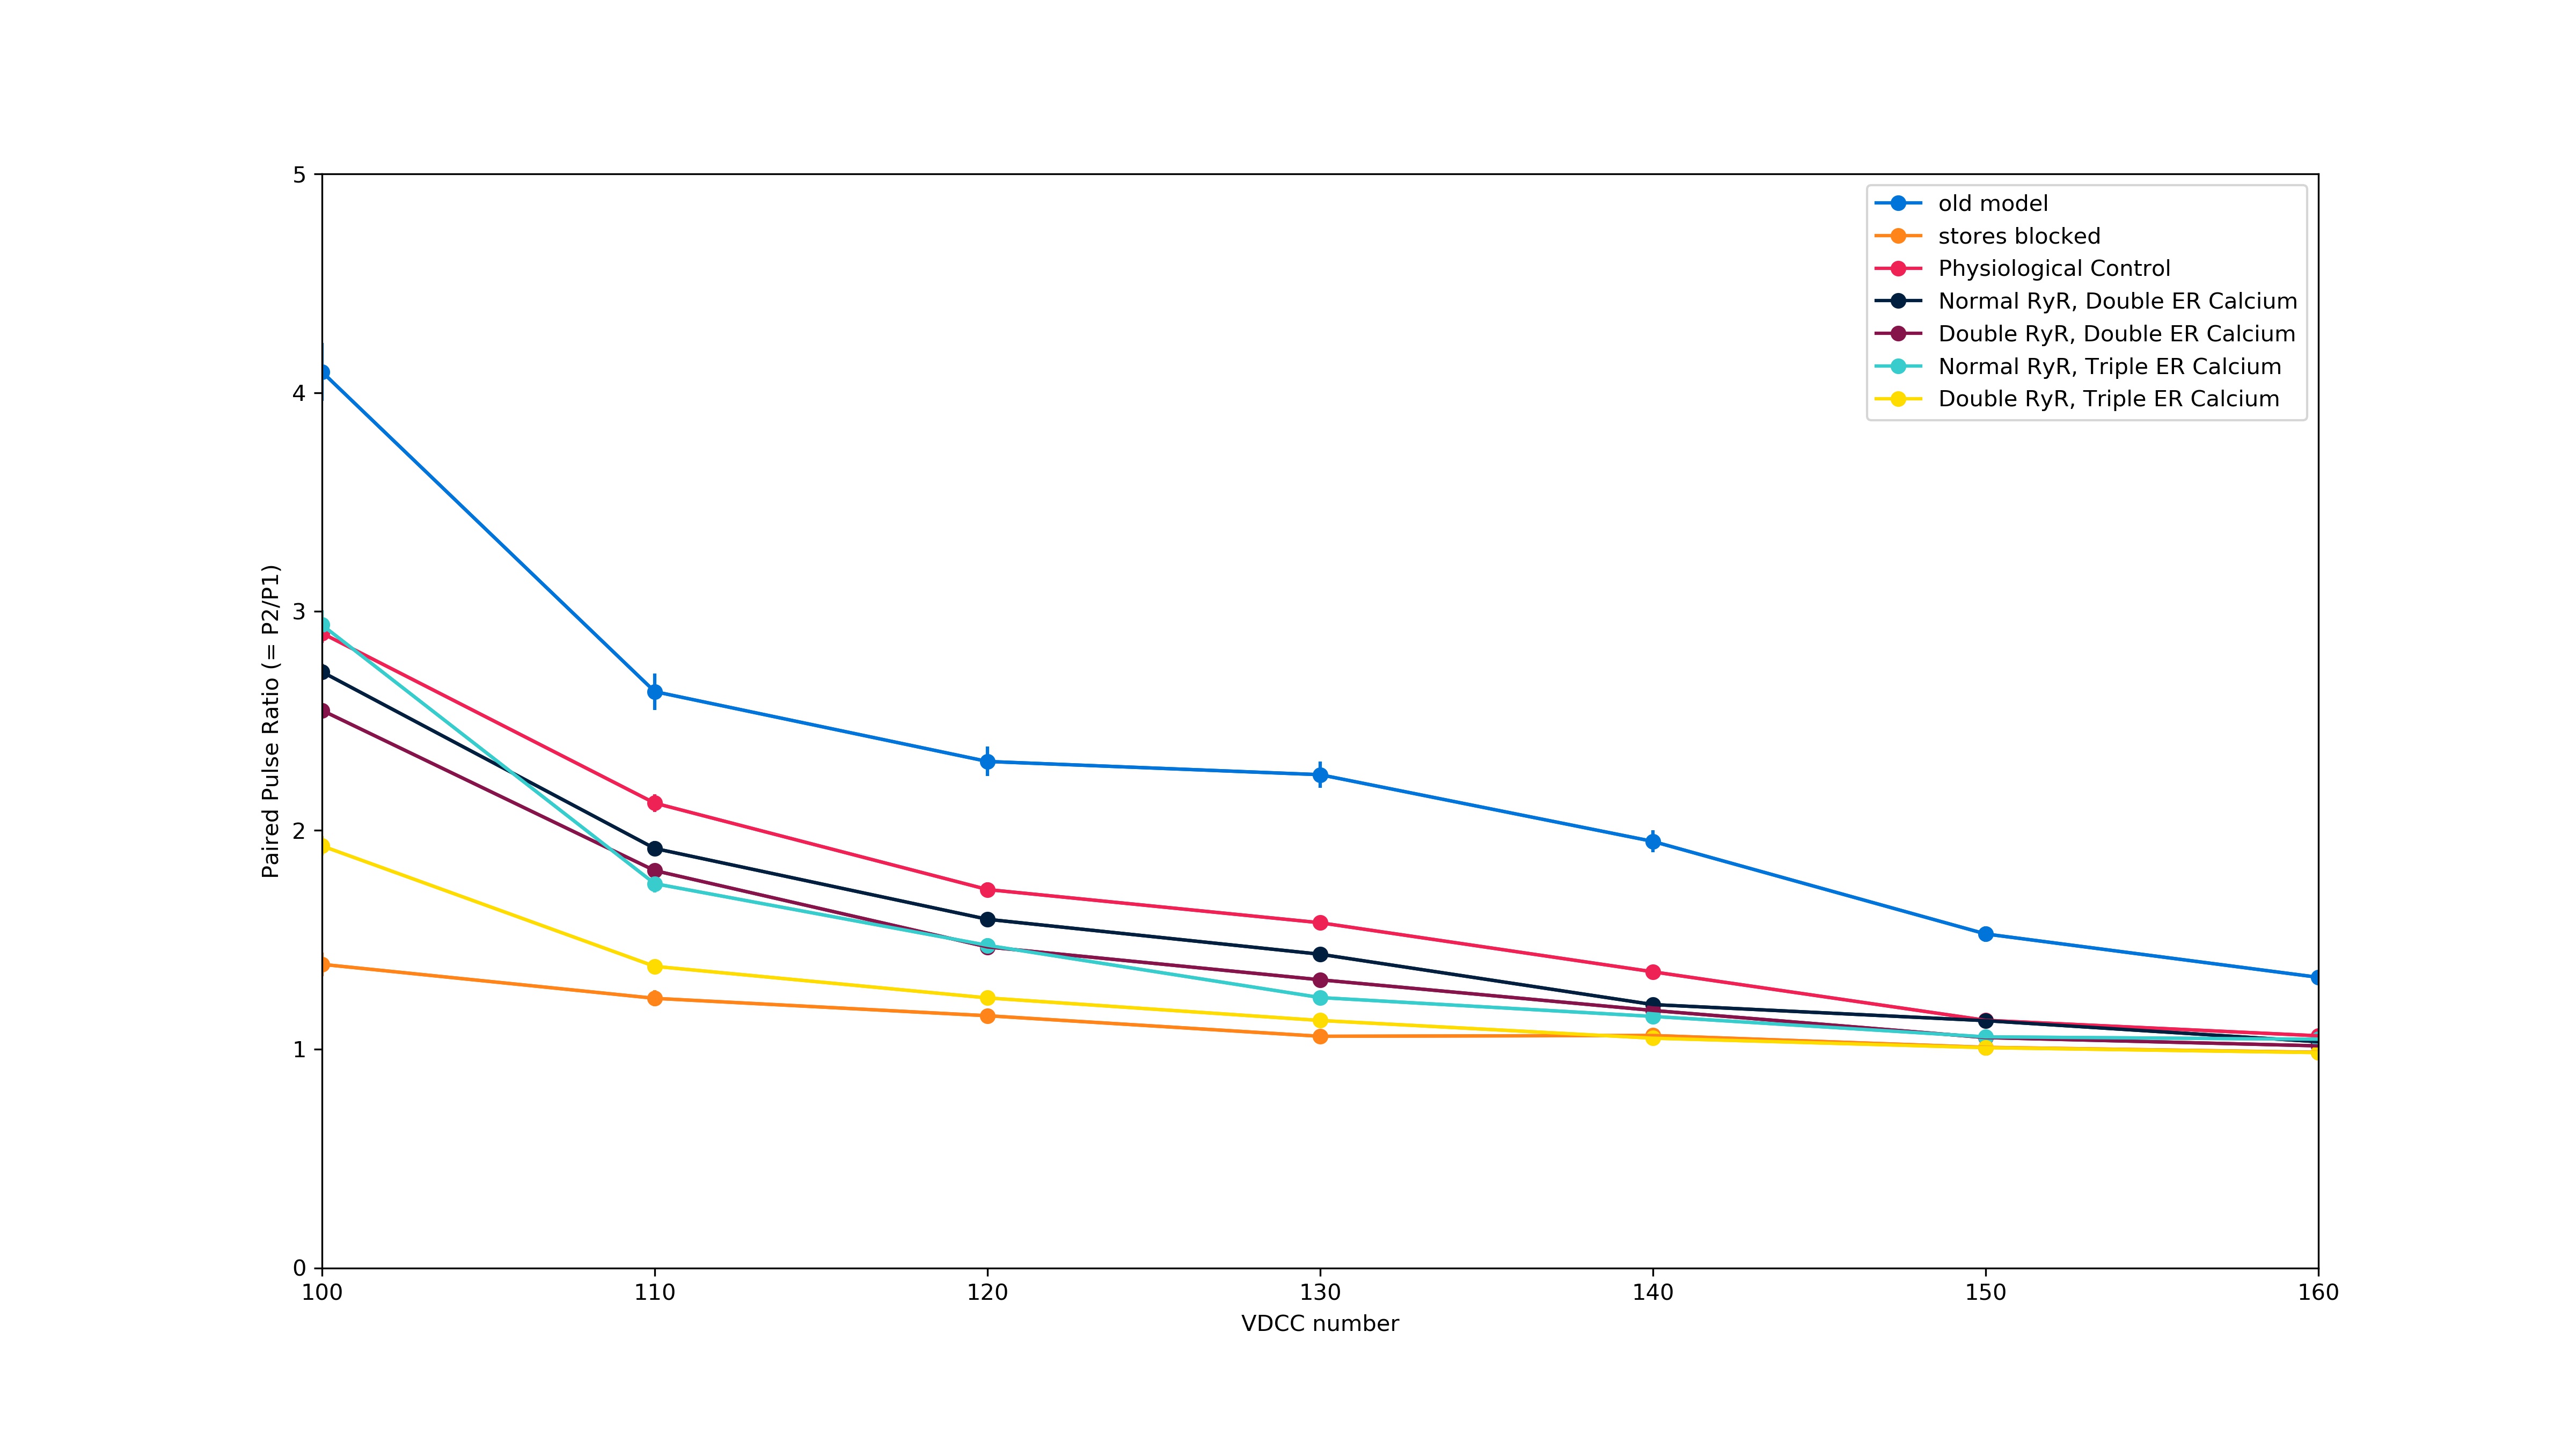 5
4
3
2
1
0
Paired Pulse Ratio (= P2/P1)
old model
stores blocked
Physiological Control
Normal RyR, Double ER Calcium
Double RyR, Double ER Calcium
Normal RyR, Triple ER Calcium
Double RyR, Triple ER Calcium
100 110 120 130 140 150 160
VDCC number